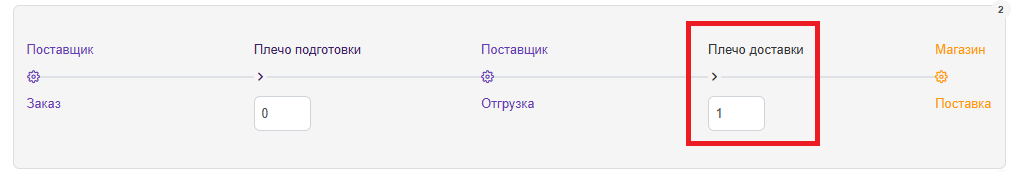 2
Поставщик Плечо подготовки Поставщик Плечо доставки Магазин
Заказ 0 Отгрузка 1 Поставка